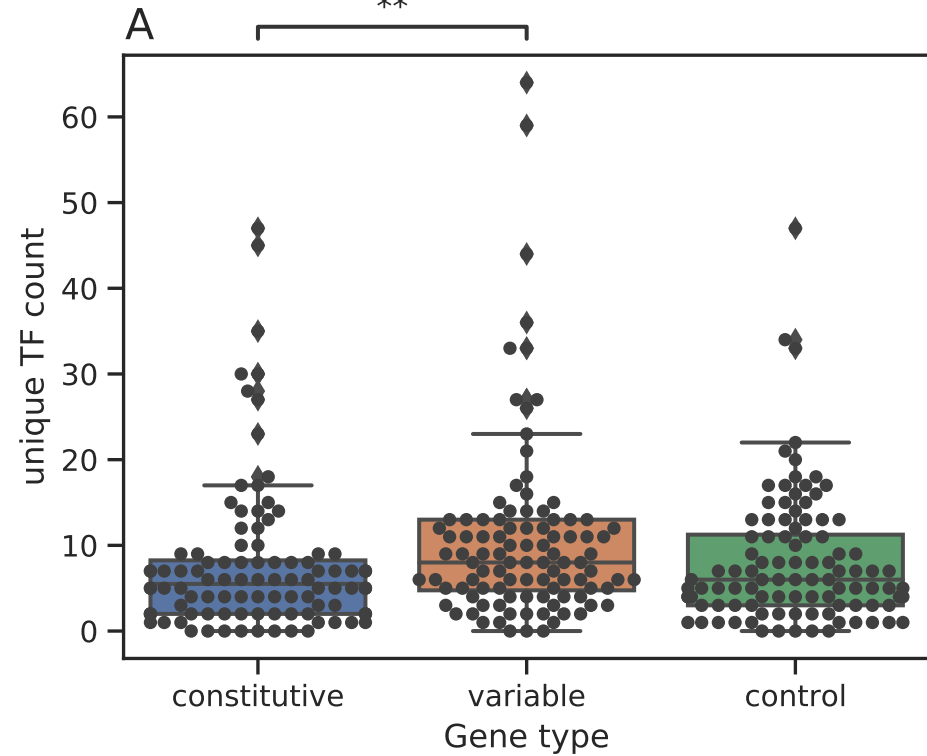 A
**
60
50
40
30
20
10
0
unique TF count
constitutive
variable
control
Gene type